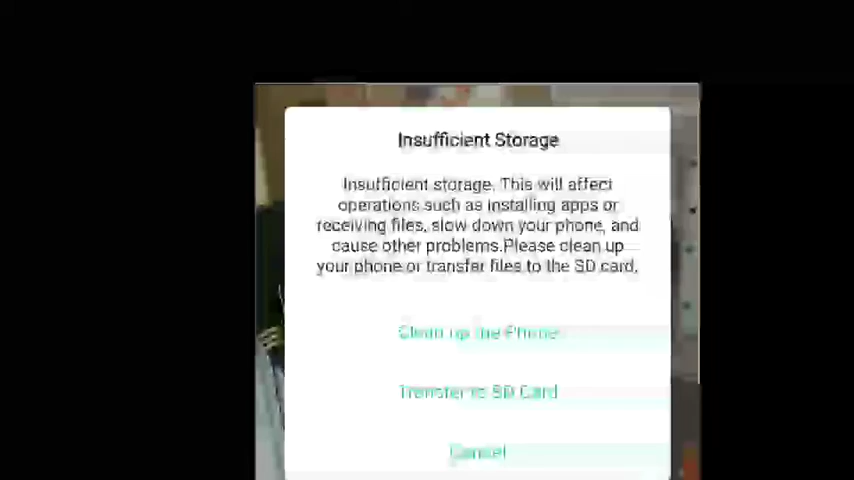 Insufficient Storage
Insufficient storage. This will affect
operations such as installing apps or
receiving files, slow down your phone, and
cause other problems.Please clean up
your phone or transfer files to the SD card.
Clean up the Phone
Transfer to SD Card
Cancel